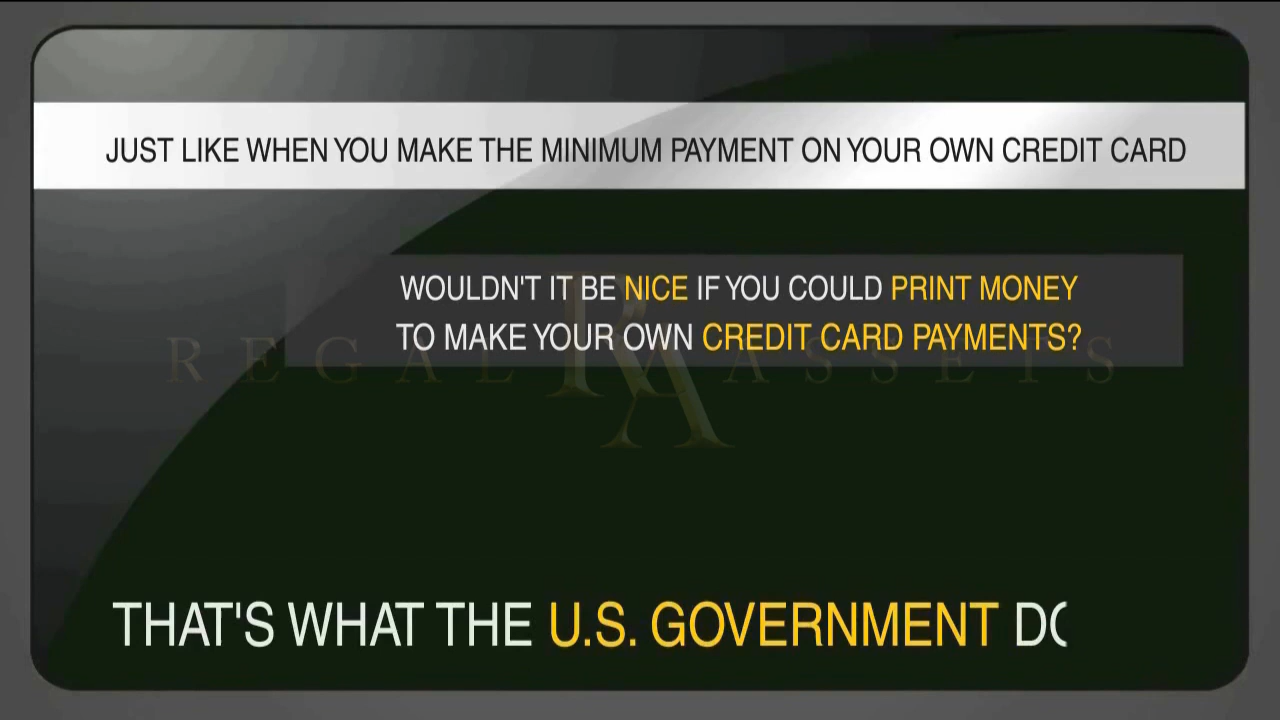 JUST LIKE WHEN YOU MAKE THE MINIMUM PAYMENT ON YOUR OWN CREDIT CARD
WOULDN'T IT BE NICE IF YOU COULD PRINT MONEY
TO MAKE YOUR OWN CREDIT CARD PAYMENTS?
REGAL RA ASSETS
THAT'S WHAT THE U.S. GOVERNMENT